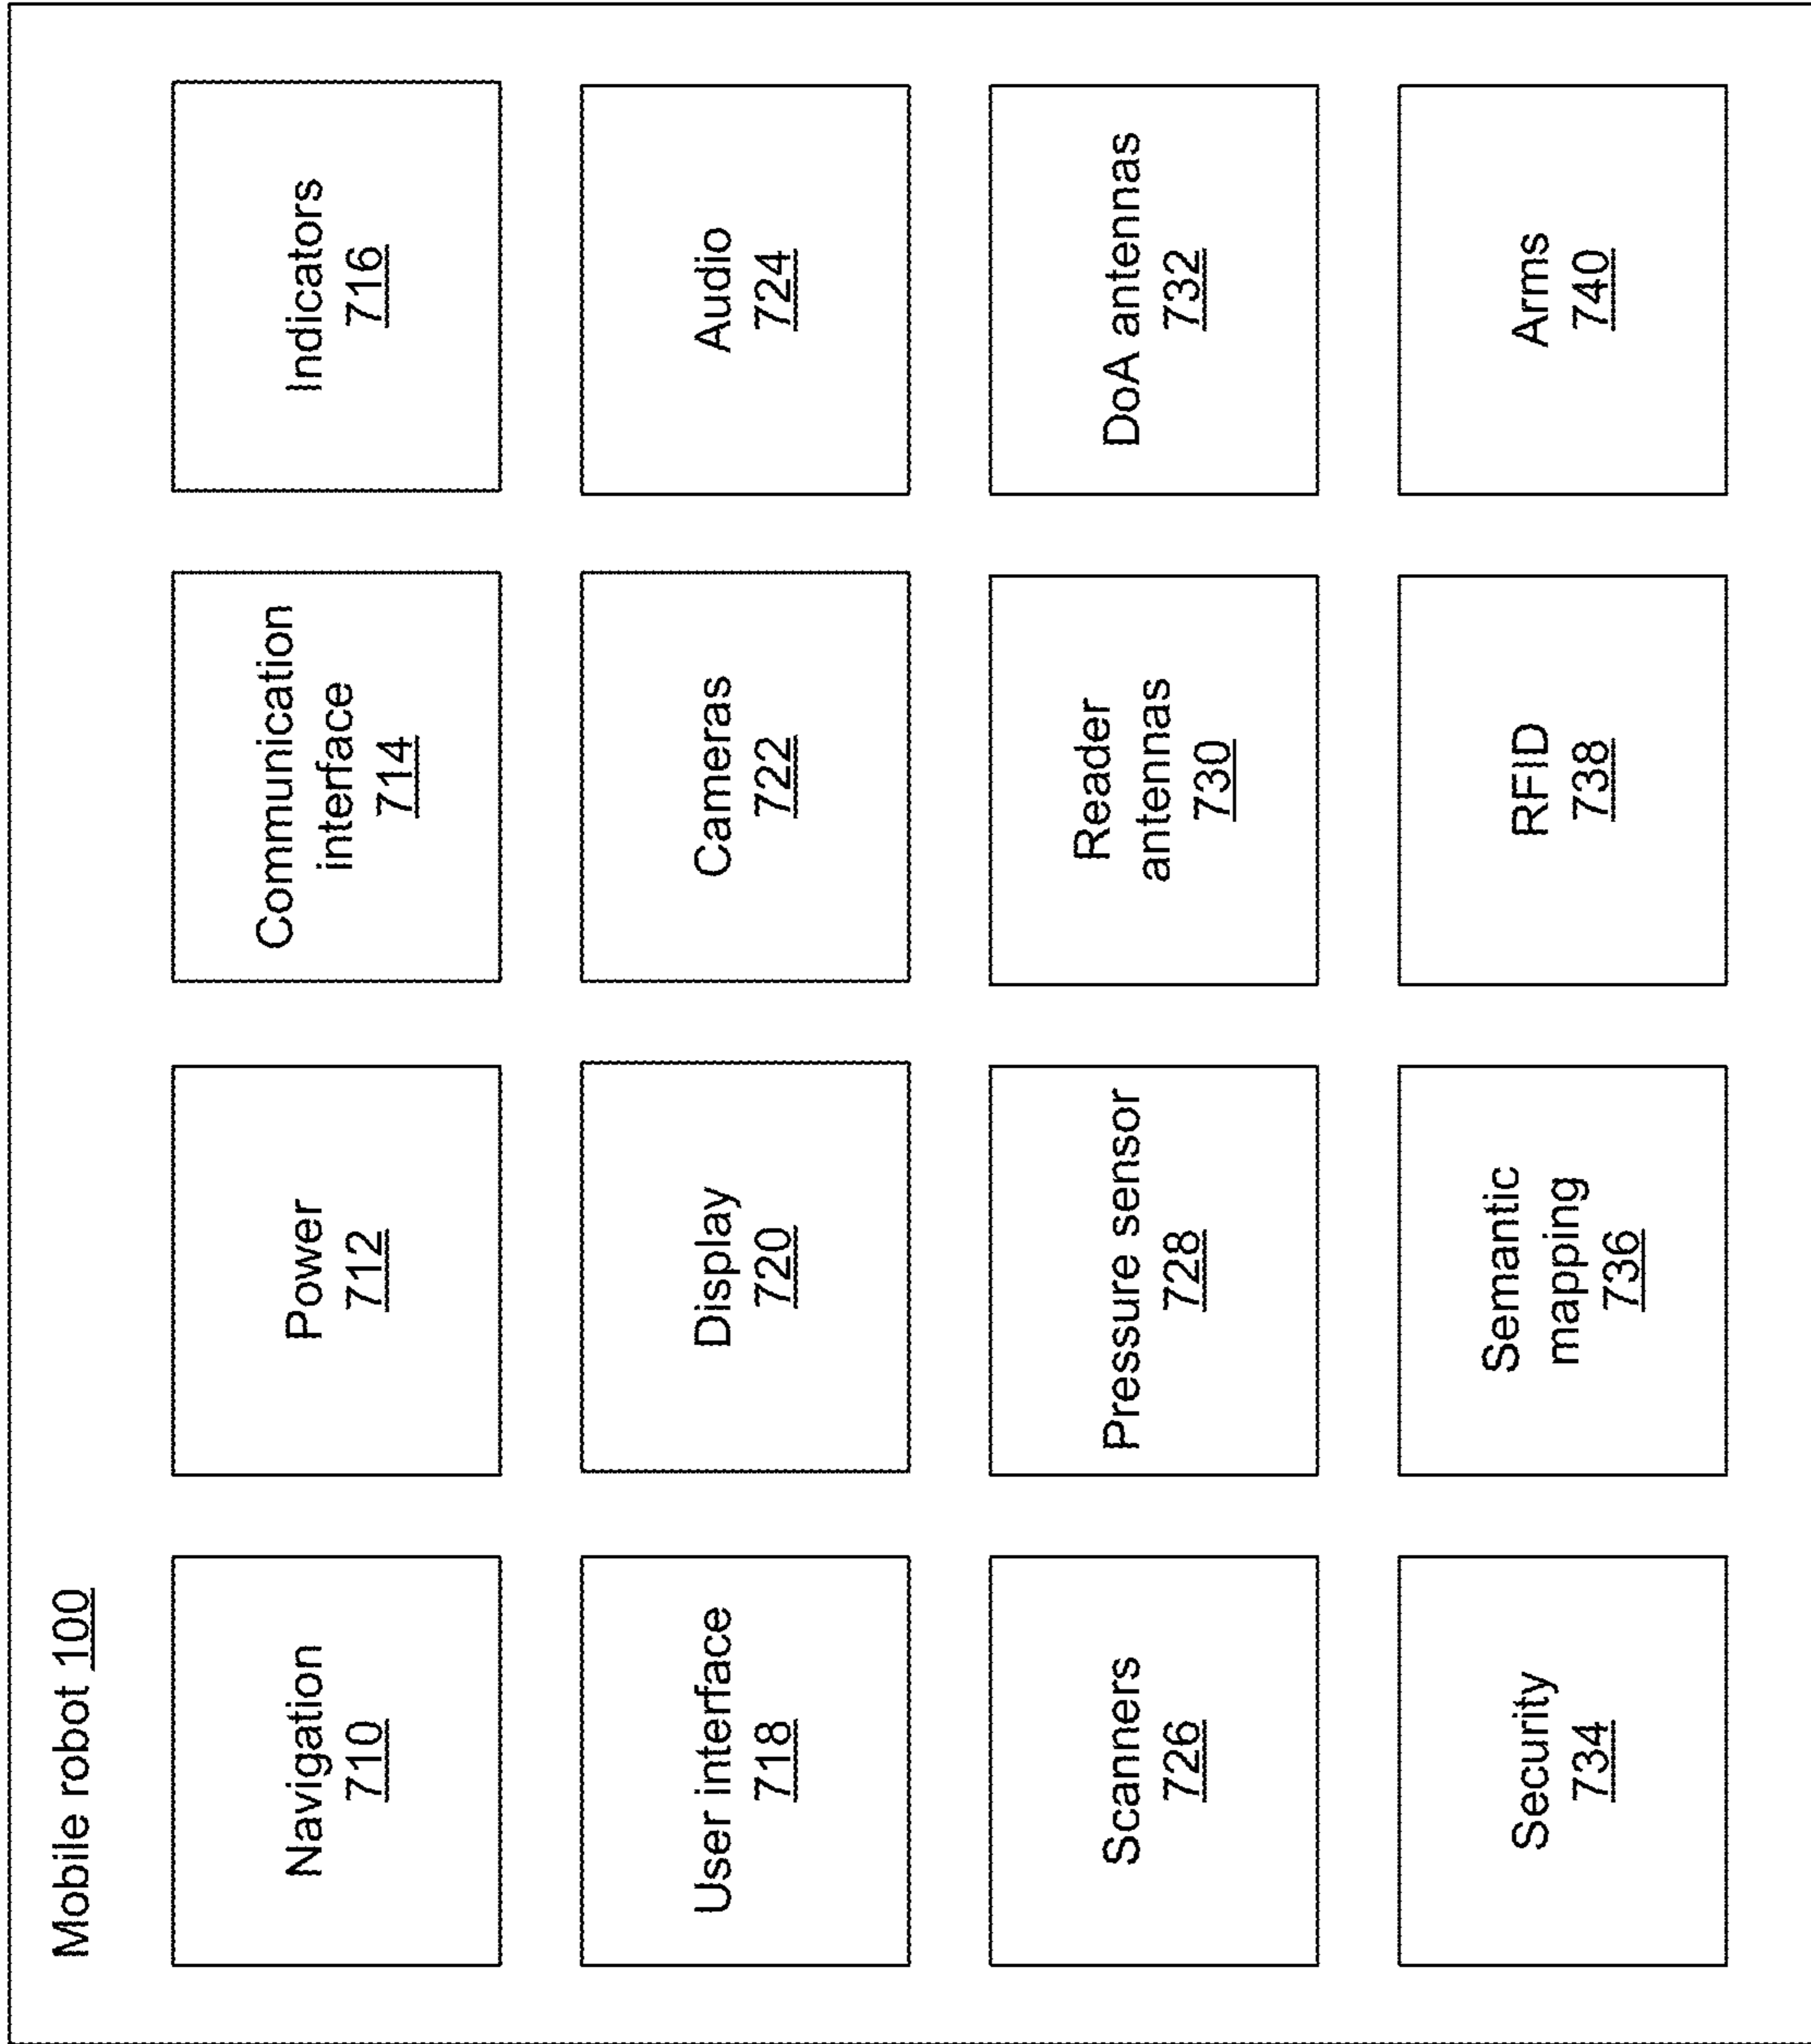 Mobile robot 100
Navigation
710
Power
712
Communication
interface
714
Indicators
716
User interface
718
Display
720
Cameras
722
Audio
724
Scanners
726
Pressure sensor
728
Reader
antennas
730
DoA antennas
732
Security
734
Semantic
mapping
736
RFID
738
Arms
740